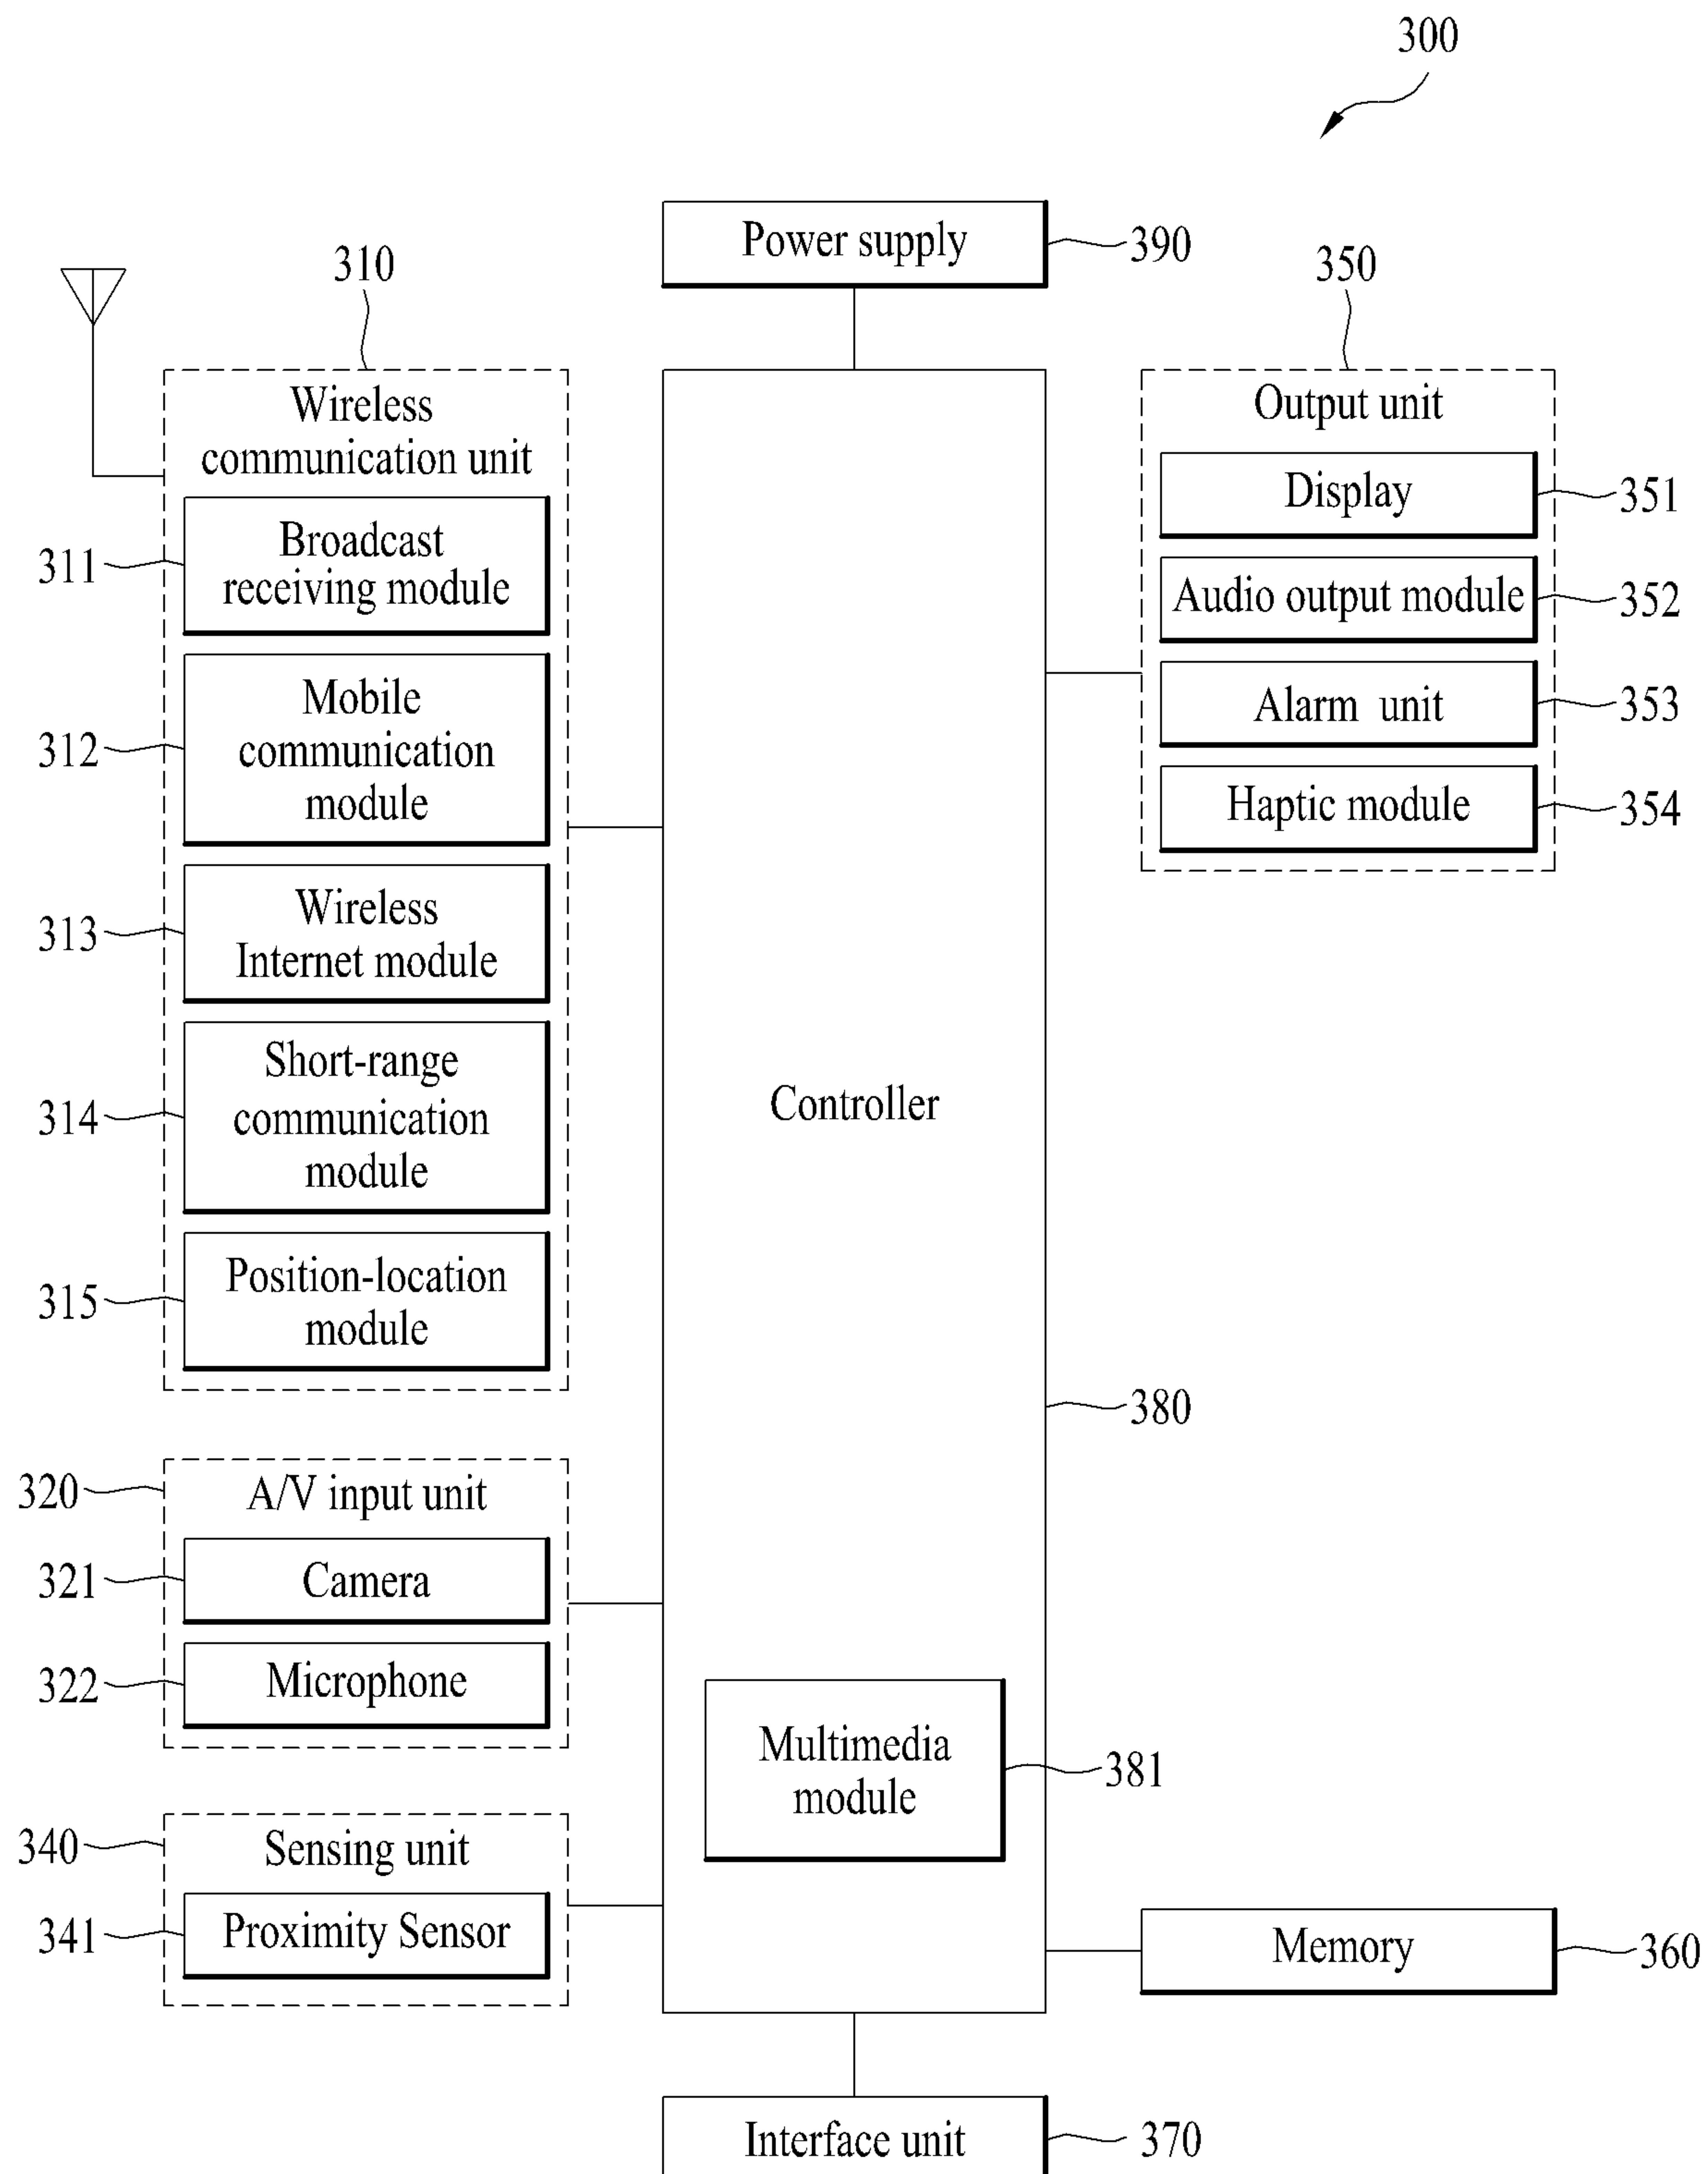 300
Power supply
390
310
Wireless
communication unit
311
Broadcast
receiving module
312
Mobile
communication
module
313
Wireless
Internet module
314
Short-range
communication
module
315
Position-location
module
320
A/V input unit
321
Camera
322
Microphone
340
Sensing unit
341
Proximity Sensor
Controller
380
Multimedia
module
381
350
Output unit
Display
351
Audio output module
352
Alarm unit
353
Haptic module
354
Memory
360
Interface unit
370